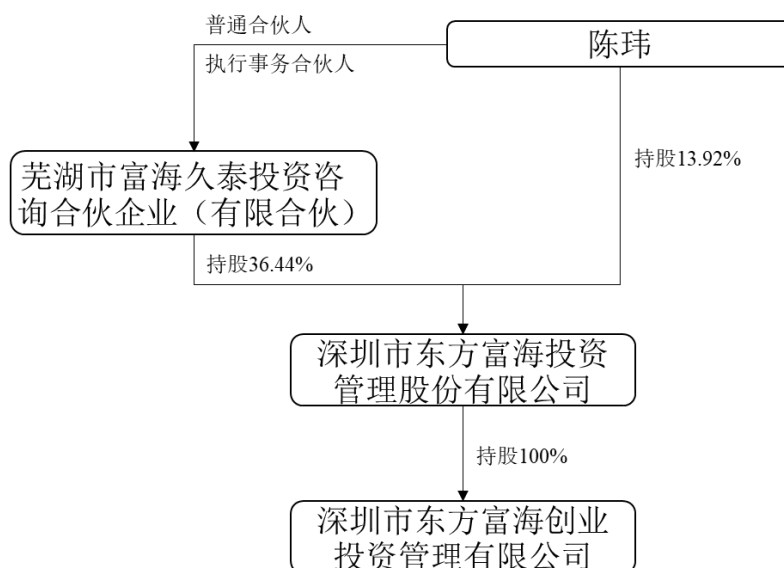 普通合伙人
执行事务合伙人
陈玮
芜湖市富海久泰投资咨
询合伙企业（有限合伙）
持股13.92%
持股36.44%
深圳市东方富海投资
管理股份有限公司
持股100%
深圳市东方富海创业
投资管理有限公司